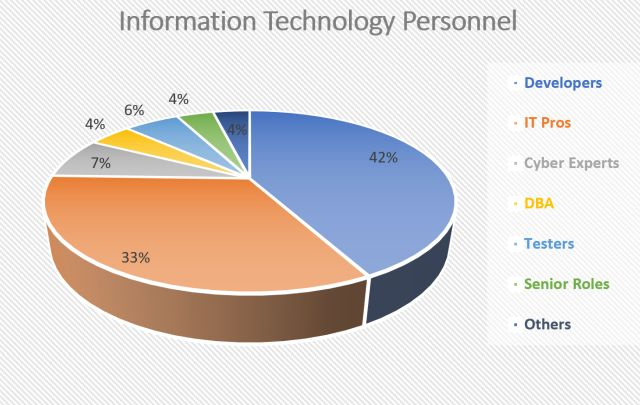 Information Technology Personnel
4%
6%
4%
4%
7%
42%
33%
Developers
IT Pros
Cyber Experts
DBA
Testers
Senior Roles
Others